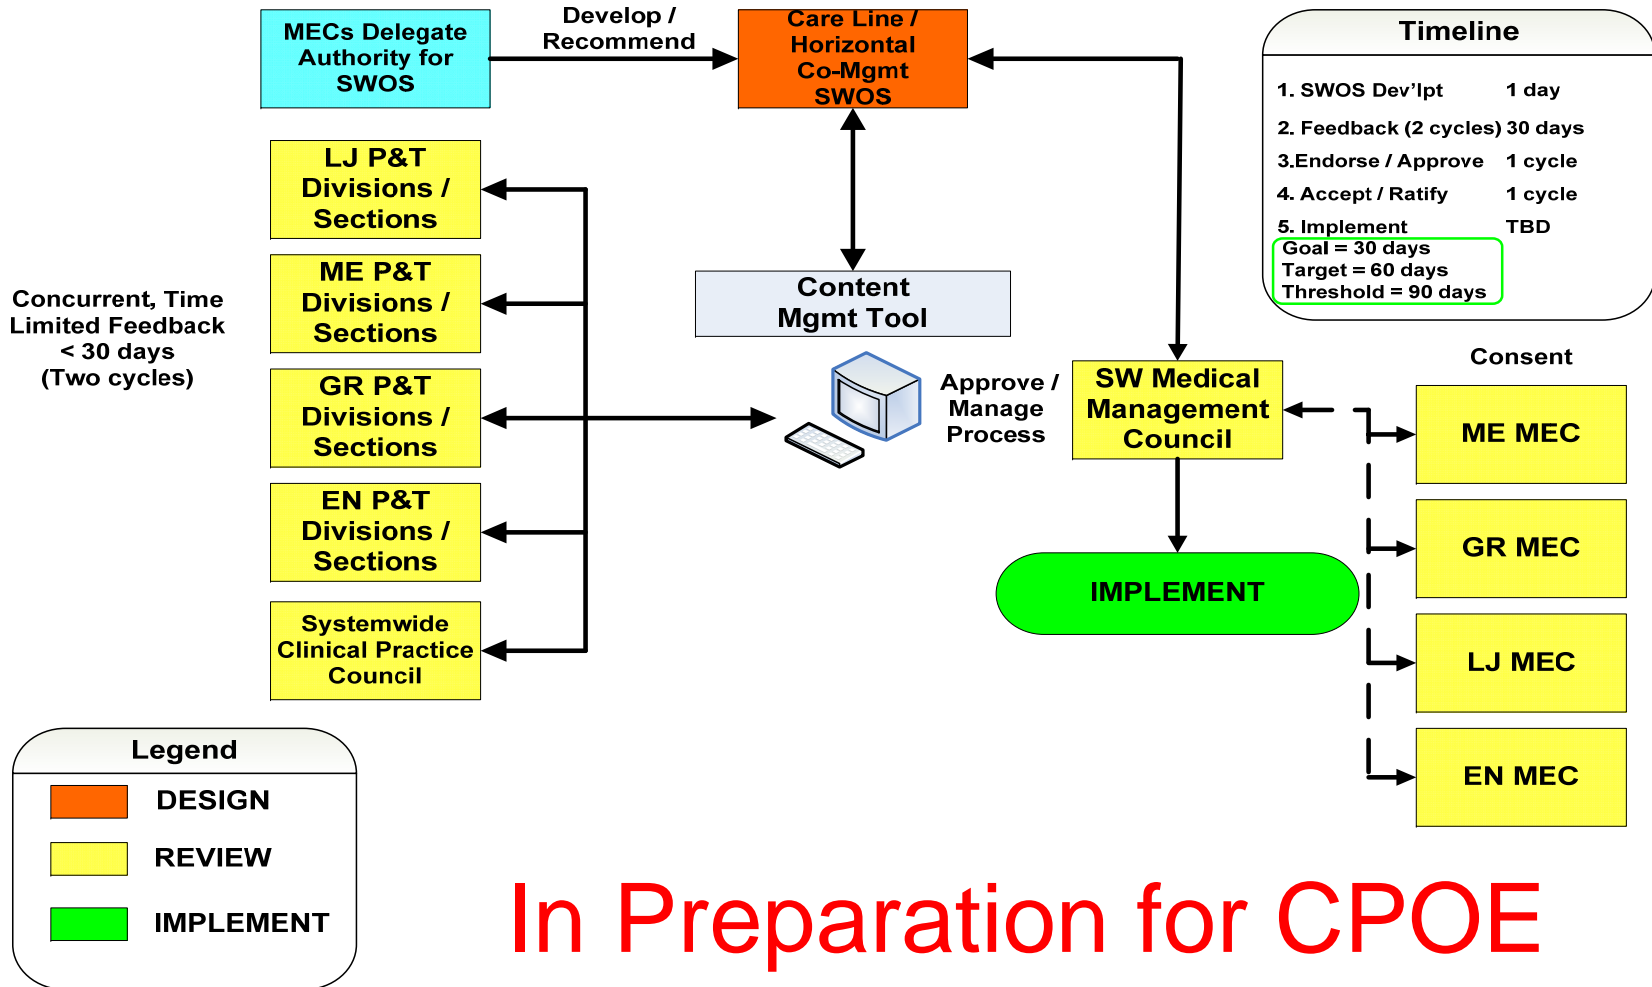 MECs Delegate
Authority for
SWOS
Develop /
Recommend
Care Line /
Horizontal
Co-Mgmt
SWOS
Timeline
1. SWOS Dev'lpt 1 day
2. Feedback (2 cycles) 30 days
3.Endorse / Approve 1 cycle
4. Accept / Ratify 1 cycle
5. Implement TBD
Goal = 30 days
Target = 60 days
Threshold = 90 days
LJ P&T
Divisions /
Sections
ME P&T
Divisions /
Sections
GR P&T
Divisions /
Sections
EN P&T
Divisions /
Sections
Systemwide
Clinical Practice
Council
Concurrent, Time
Limited Feedback
< 30 days
(Two cycles)
Content
Mgmt Tool
Approve /
Manage
Process
SW Medical
Management
Council
IMPLEMENT
Consent
ME MEC
GR MEC
LJ MEC
EN MEC
Legend
DESIGN
REVIEW
IMPLEMENT
In Preparation for CPOE